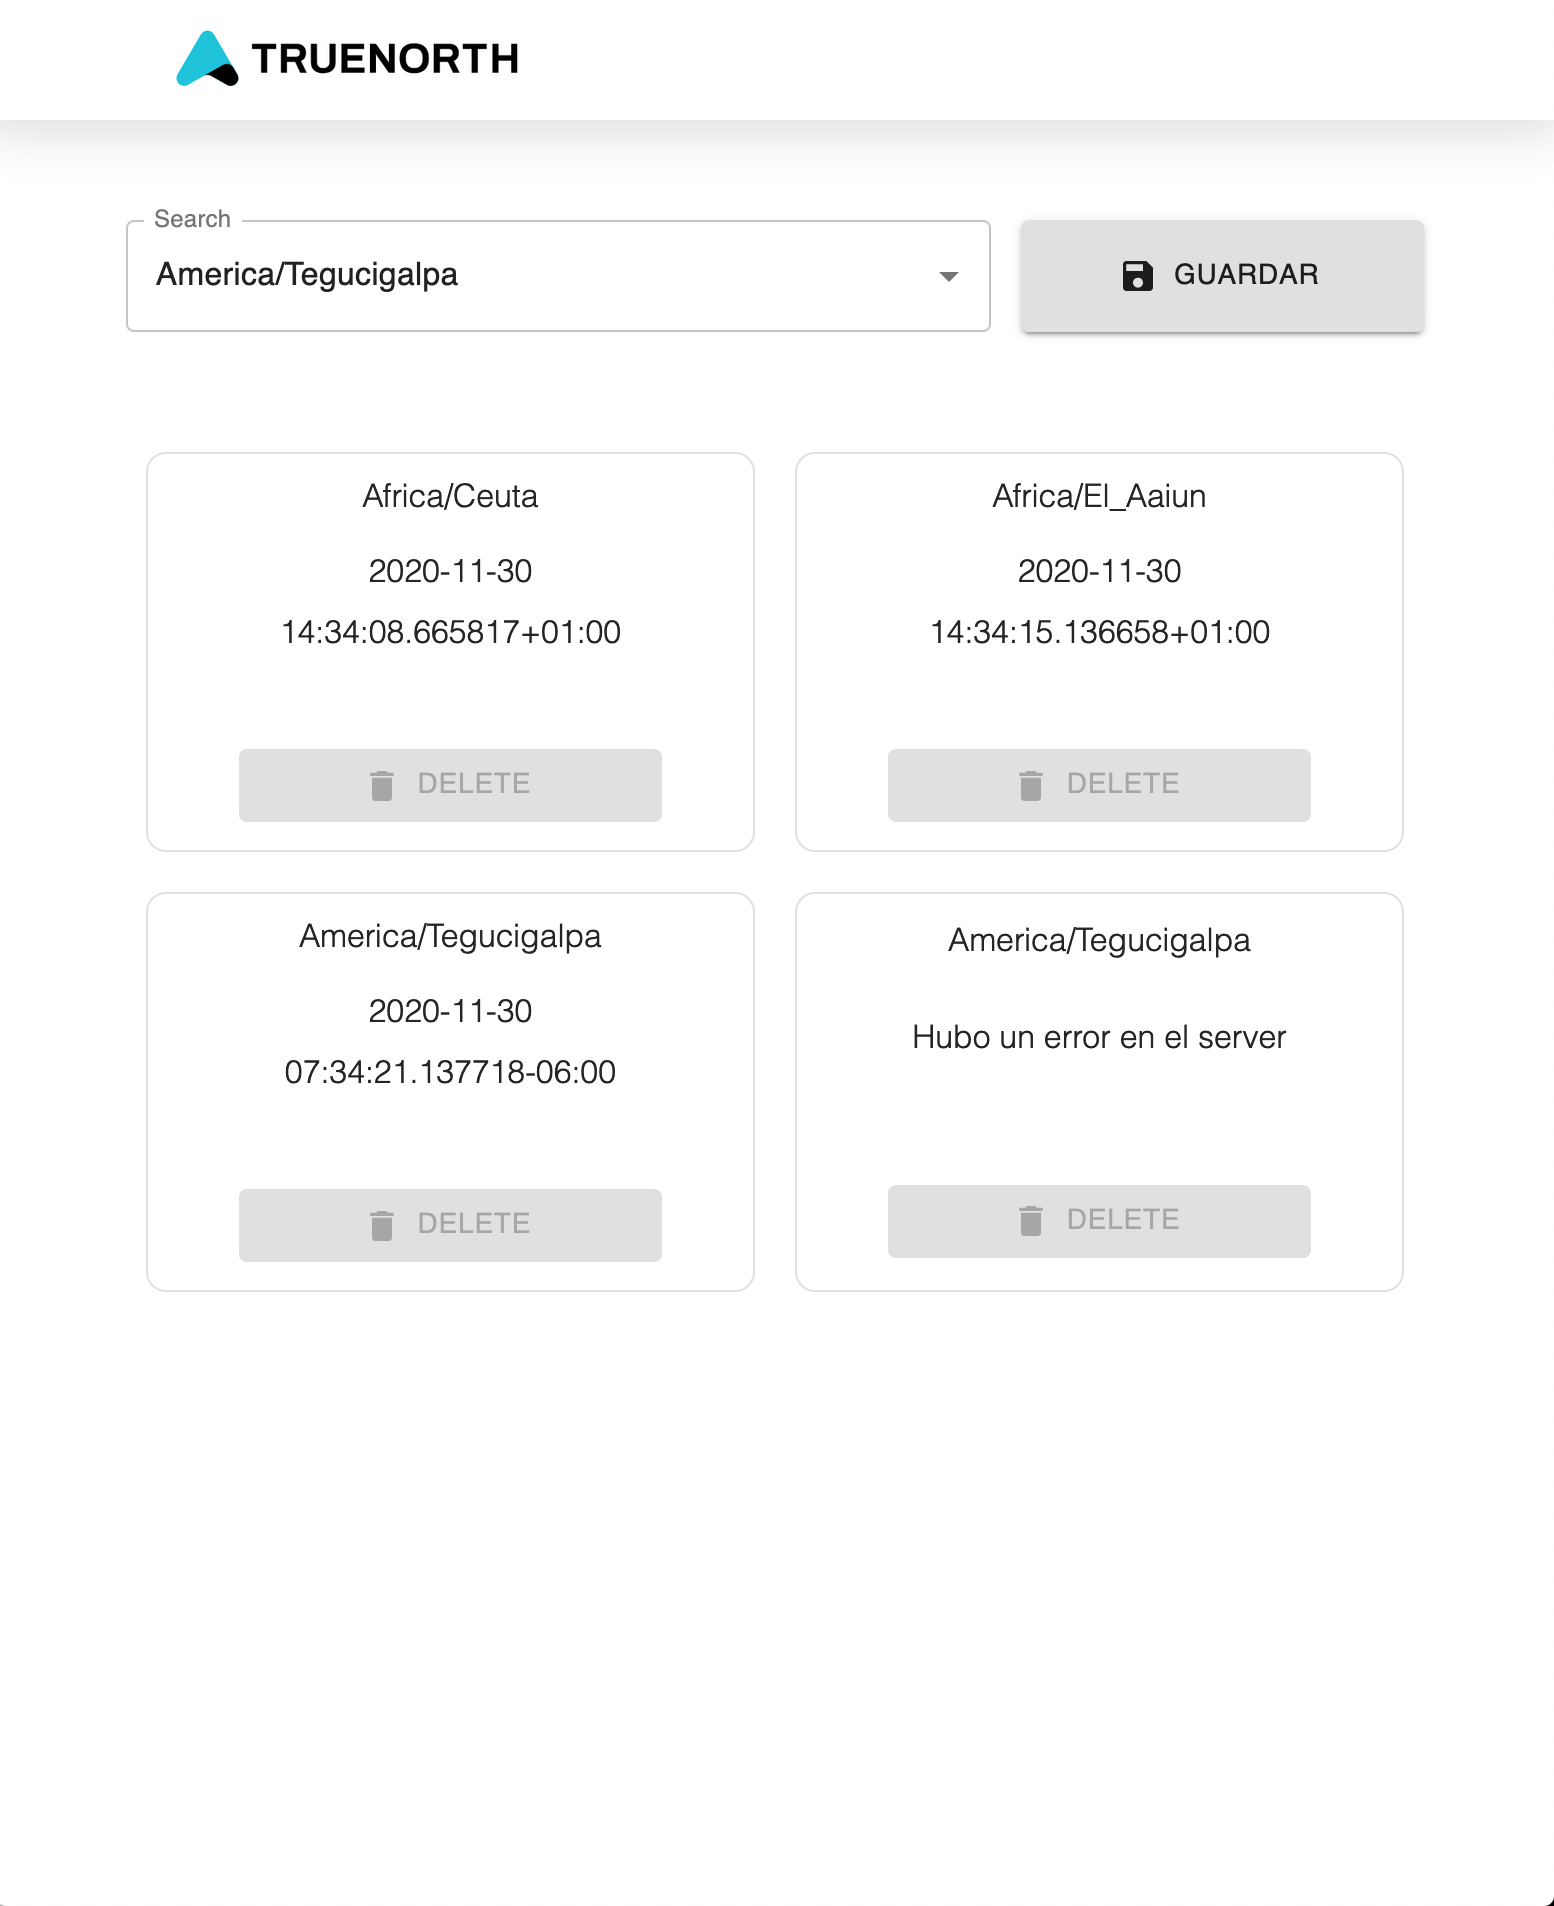 TRUENORTH
Search
America/Tegucigalpa
GUARDAR
Africa/Ceuta
2020-11-30
14:34:08.665817+01:00
DELETE
Africa/El_Aaiun
2020-11-30
14:34:15.136658+01:00
DELETE
America/Tegucigalpa
2020-11-30
07:34:21.137718-06:00
DELETE
America/Tegucigalpa
Hubo un error en el server
DELETE